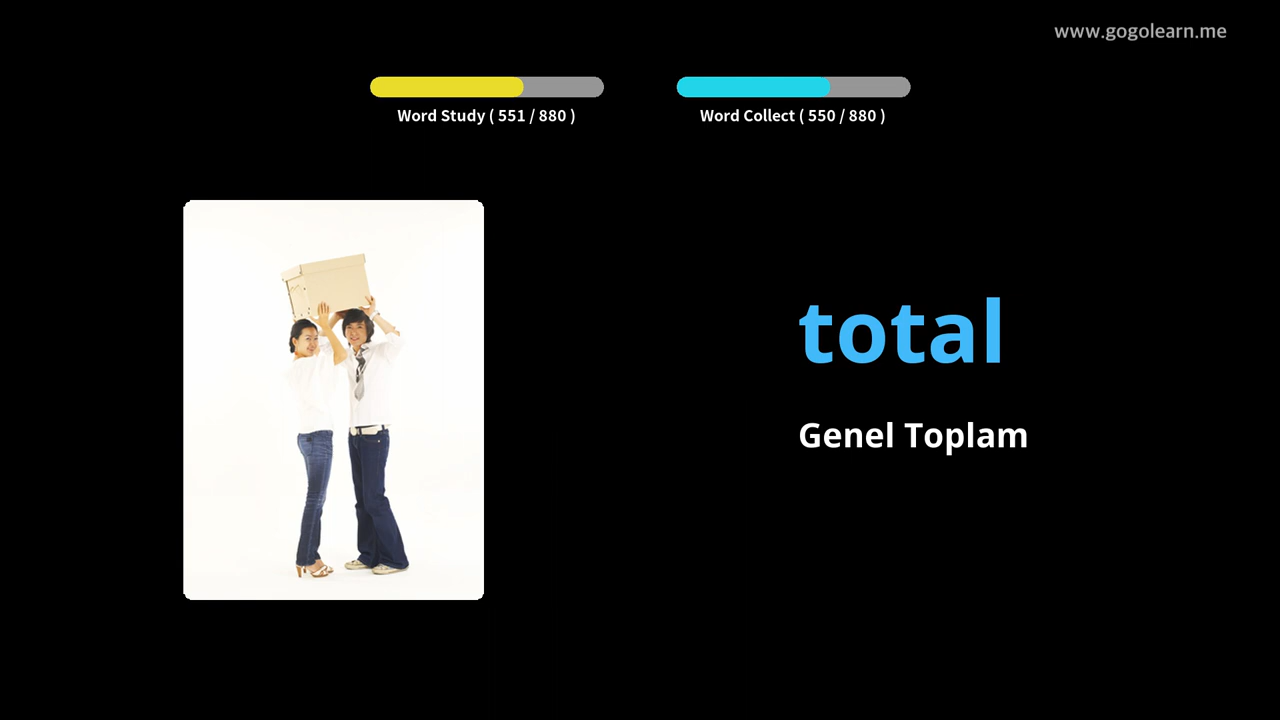 www.gogolearn.me
Word Study ( 551 / 880 )
Word Collect ( 550 / 880 )
total
Genel Toplam